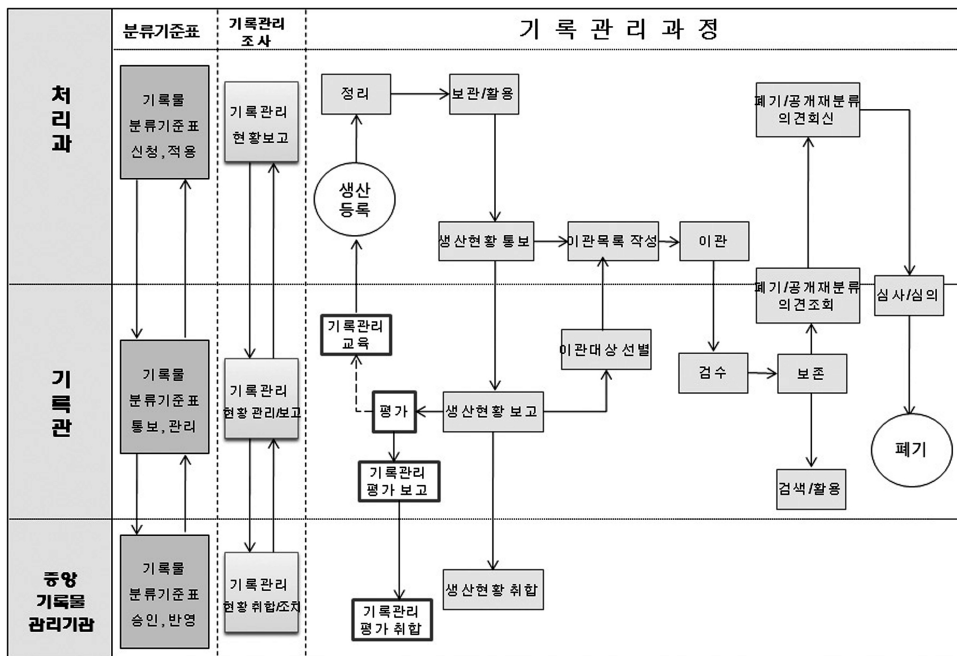 분류기준표
기록관리
조사
기록관리과정
처
리
과
기록물
분류기준표
신청,적용
기록관리
현황보고
정리
보관/활용
폐기/공개재분류
의견회신
생산
등록
생산현황 통보
이관목록 작성
이관
기
록
관
기록물
분류기준표
통보,관리
기록관리
현황 관리/보고
기록관리
교육
이관대상 선별
폐기/공개재분류
의견조회
심사/심의
검수
보존
평가
생산현황 보고
폐기
기록관리
평가 보고
검색/활용
중앙
기록물
관리기관
기록물
분류기준표
승인,반영
기록관리
현황 취합/조치
생산현황 취합
기록관리
평가 취합